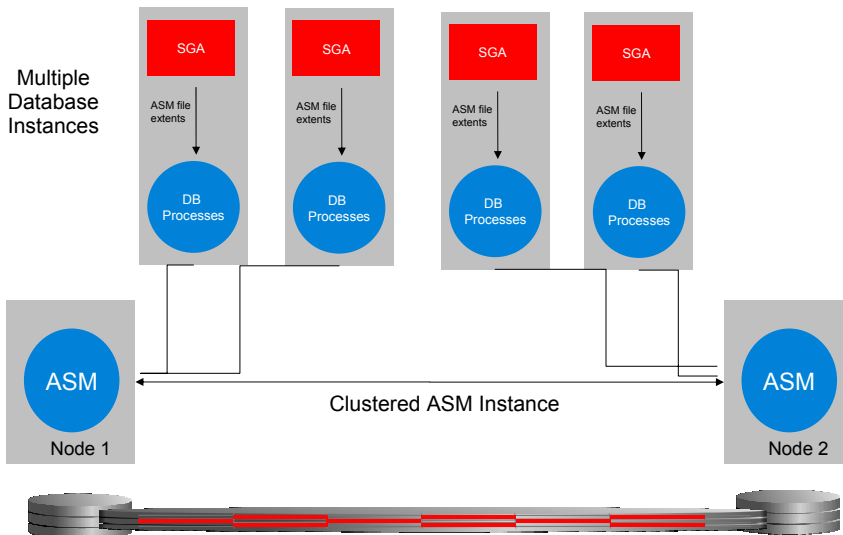 Multiple
Database
Instances
SGA
ASM file
extents
DB
Processes
SGA
ASM file
extents
DB
Processes
SGA
ASM file
extents
DB
Processes
SGA
ASM file
extents
DB
Processes
ASM
Node 1
Clustered ASM Instance
ASM
Node 2